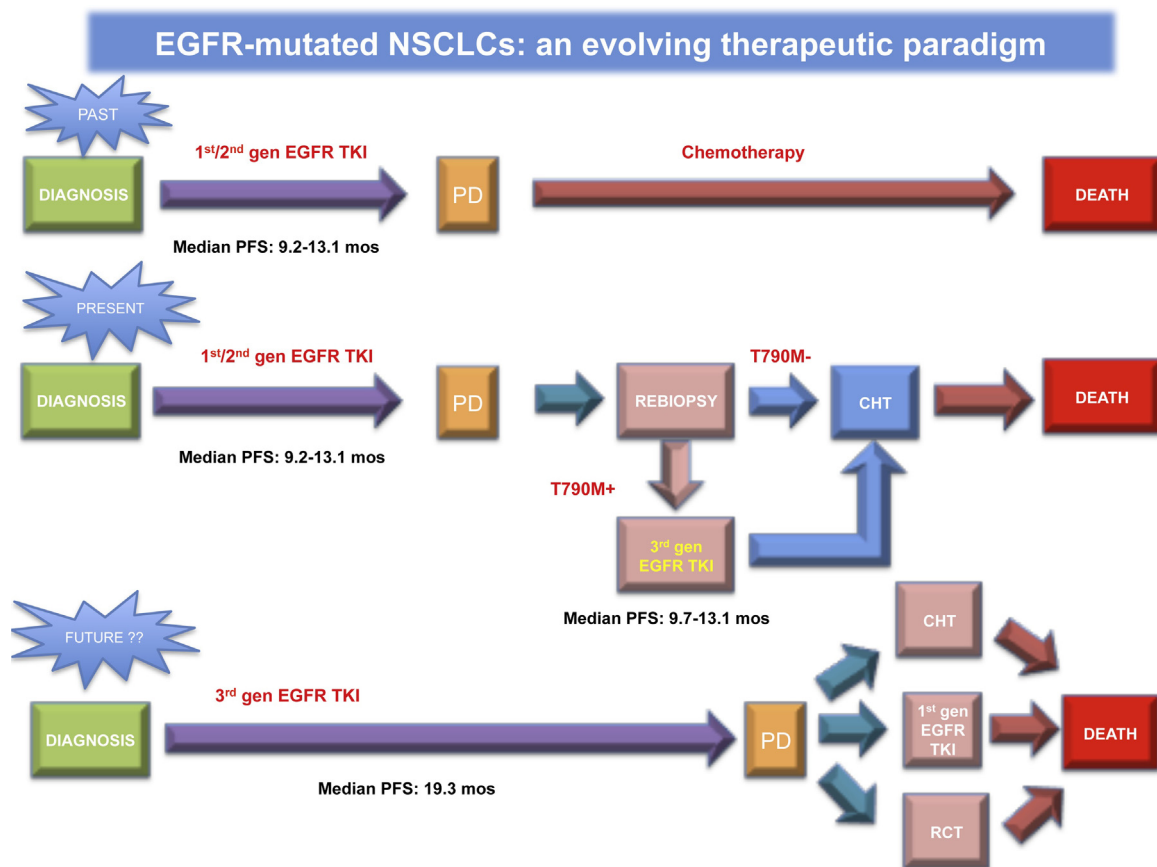 EGFR-mutated NSCLCs: an evolving therapeutic paradigm
PAST
1st/2nd gen EGFR TKI
Chemotherapy
DIAGNOSIS
PD
DEATH
Median PFS: 9.2-13.1 mos
PRESENT
1st/2nd gen EGFR TKI
T790M-
DIAGNOSIS
PD
REBIOPSY
CHT
DEATH
Median PFS: 9.2-13.1 mos
T790M+
3rd gen
EGFR TKI
Median PFS: 9.7-13.1 mos
FUTURE ??
3rd gen EGFR TKI
DIAGNOSIS
PD
CHT
1st gen
EGFR
TKI
RCT
DEATH
Median PFS: 19.3 mos